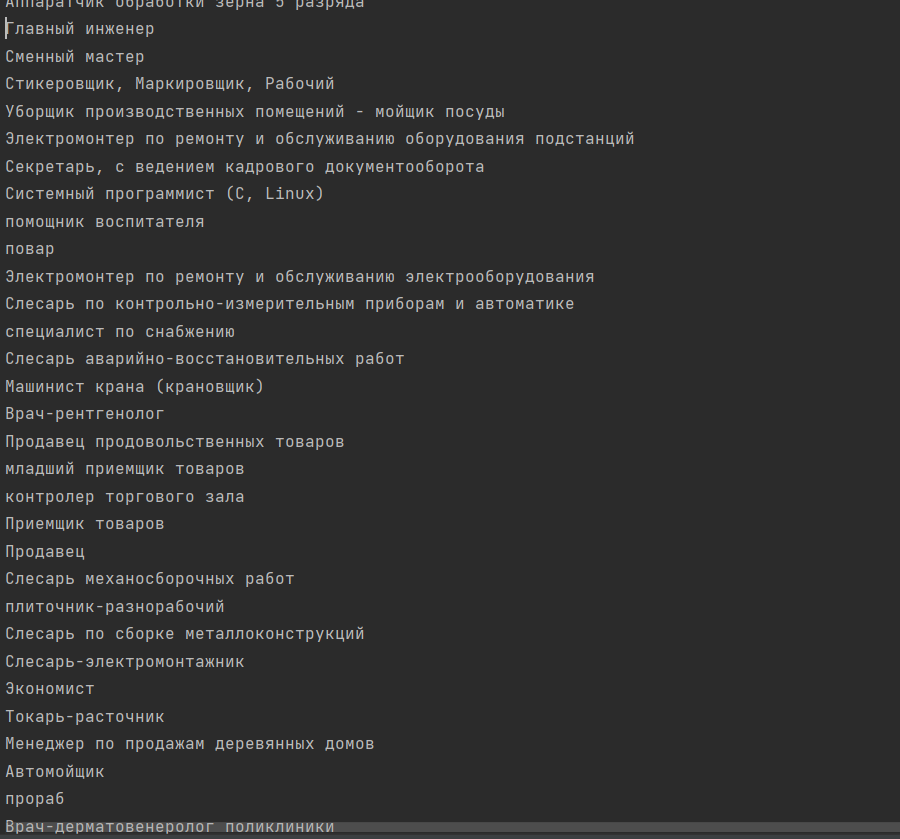 Аппаратчик обработки зерна 5 разряда
Главный инженер
Сменный мастер
Стикеровщик, Маркировщик, Рабочий
Уборщик производственных помещений - мойщик посуды
Электромонтер по ремонту и обслуживанию оборудования подстанций
Секретарь, с ведением кадрового документооборота
Системный программист (C, Linux)
помощник воспитателя
повар
Электромонтер по ремонту и обслуживанию электрооборудования
Слесарь по контрольно-измерительным приборам и автоматике
специалист по снабжению
Слесарь аварийно-восстановительных работ
Машинист крана (крановщик)
Врач-рентгенолог
Продавец продовольственных товаров
младший приемщик товаров
контролер торгового зала
Приемщик товаров
Продавец
Слесарь механосборочных работ
плиточник-разнорабочий
Слесарь по сборке металлоконструкций
Слесарь-электромонтажник
Экономист
Токарь-расточник
Менеджер по продажам деревянных домов
Автомойщик
прораб
Врач-дерматовенеролог поликлиники